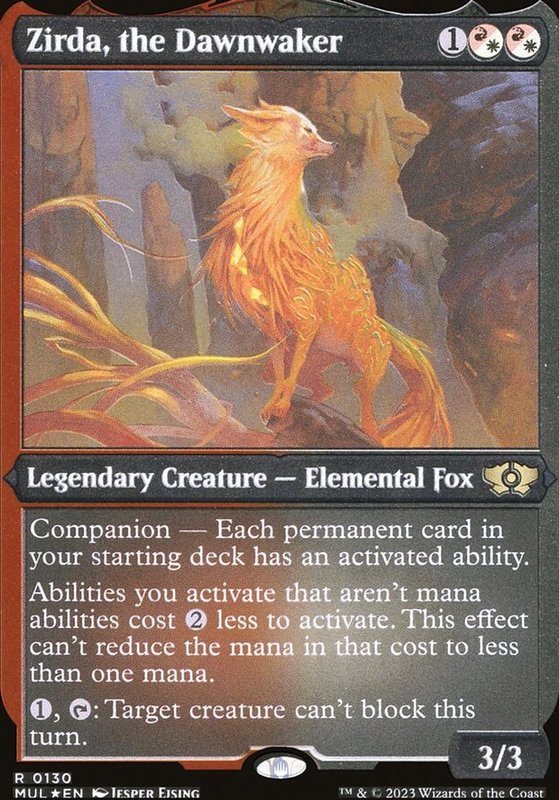 Zirda, the Dawnwaker 1
Legendary Creature — Elemental Fox
Companion — Each permanent card in
your starting deck has an activated ability.
Abilities you activate that aren't mana
abilities cost 2 less to activate. This effect
can't reduce the mana in that cost to less
than one mana.
1, : Target creature can't block this
turn.
3/3
R 0130
MUL★EN Jesper Eising
™ & © 2023 Wizards of the Coast